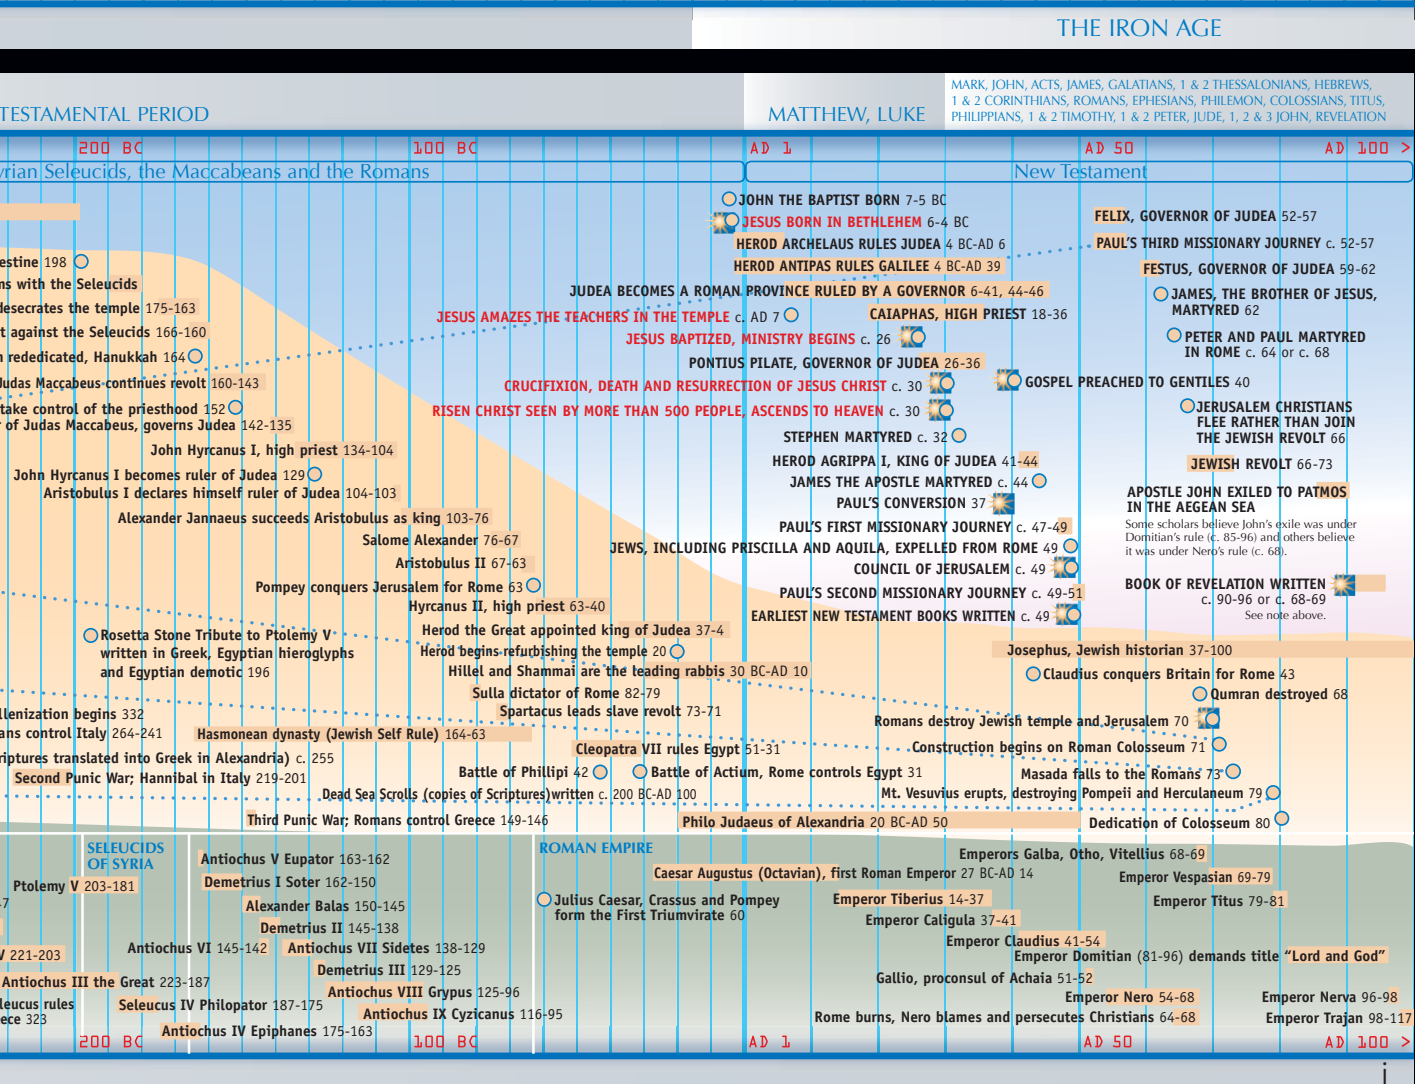 THE IRON AGE
TESTAMENTAL PERIOD
MATTHEW, LUKE
MARK, JOHN, ACTS, JAMES, GALATIANS, 1 & 2 THESSALONIANS, HEBREWS,
1 & 2 CORINTHIANS, ROMANS, EPHESIANS, PHILEMON, COLOSSIANS, TITUS,
PHILIPPIANS, 1 & 2 TIMOTHY, 1 & 2 PETER, JUDE, 1, 2 & 3 JOHN, REVELATION
200 BC
100 BC
AD 1
AD 50
AD 100 >
yrian Seleucids, the Maccabeans and the Romans
New Testament
estine 198
ns with the Seleucids
desecrates the temple 175-163
t against the Seleucids 166-160
n rededicated, Hanukkah 164
Judas Maccabeus continues revolt 160-143
take control of the priesthood 152
r of Judas Maccabeus, governs Judea 142-135
John Hyrcanus I, high priest 134-104
John Hyrcanus I becomes ruler of Judea 129
Aristobulus I declares himself ruler of Judea 104-103
Alexander Jannaeus succeeds Aristobulus as king 103-76
Salome Alexander 76-67
Aristobulus II 67-63
Pompey conquers Jerusalem for Rome 63
Hyrcanus II, high priest 63-40
Rosetta Stone Tribute to Ptolemy V
written in Greek, Egyptian hieroglyphs
and Egyptian demotic 196
Herod the Great appointed king of Judea 37-4
Herod begins refurbishing the temple 20
Hillel and Shammai are the leading rabbis 30 BC-AD 10
Sulla dictator of Rome 82-79
Spartacus leads slave revolt 73-71
llenization begins 332
ans control Italy 264-241
Hasmonean dynasty (Jewish Self Rule) 164-63
Cleopatra VII rules Egypt 51-31
riptures translated into Greek in Alexandria) c. 255
Second Punic War; Hannibal in Italy 219-201
Battle of Phillipi 42
Battle of Actium, Rome controls Egypt 31
Dead Sea Scrolls (copies of Scriptures)written c. 200 BC-AD 100
Third Punic War; Romans control Greece 149-146
Philo Judaeus of Alexandria 20 BC-AD 50
JOHN THE BAPTIST BORN 7-5 BC
JESUS BORN IN BETHLEHEM 6-4 BC
HEROD ARCHELAUS RULES JUDEA 4 BC-AD 6
HEROD ANTIPAS RULES GALILEE 4 BC-AD 39
JUDEA BECOMES A ROMAN PROVINCE RULED BY A GOVERNOR 6-41, 44-46
JESUS AMAZES THE TEACHERS IN THE TEMPLE c. AD 7
CAIAPHAS, HIGH PRIEST 18-36
JESUS BAPTIZED, MINISTRY BEGINS c. 26
PONTIUS PILATE, GOVERNOR OF JUDEA 26-36
CRUCIFIXION, DEATH AND RESURRECTION OF JESUS CHRIST c. 30
GOSPEL PREACHED TO GENTILES 40
RISEN CHRIST SEEN BY MORE THAN 500 PEOPLE, ASCENDS TO HEAVEN c. 30
STEPHEN MARTYRED c. 32
HEROD AGRIPPA I, KING OF JUDEA 41-44
JAMES THE APOSTLE MARTYRED c. 44
PAUL'S CONVERSION 37
PAUL'S FIRST MISSIONARY JOURNEY c. 47-49
JEWS, INCLUDING PRISCILLA AND AQUILA, EXPELLED FROM ROME 49
COUNCIL OF JERUSALEM c. 49
PAUL'S SECOND MISSIONARY JOURNEY c. 49-51
EARLIEST NEW TESTAMENT BOOKS WRITTEN c. 49
FELIX, GOVERNOR OF JUDEA 52-57
PAUL'S THIRD MISSIONARY JOURNEY c. 52-57
FESTUS, GOVERNOR OF JUDEA 59-62
JAMES, THE BROTHER OF JESUS,
MARTYRED 62
PETER AND PAUL MARTYRED
IN ROME c. 64 or c. 68
JERUSALEM CHRISTIANS
FLEE RATHER THAN JOIN
THE JEWISH REVOLT 66
JEWISH REVOLT 66-73
APOSTLE JOHN EXILED TO PATMOS
IN THE AEGEAN SEA
Some scholars believe John's exile was under
Domitian's rule (c. 85-96) and others believe
it was under Nero's rule (c. 68).
BOOK OF REVELATION WRITTEN
c. 90-96 or c. 68-69
See note above.
Josephus, Jewish historian 37-100
Claudius conquers Britain for Rome 43
Qumran destroyed 68
Romans destroy Jewish temple and Jerusalem 70
Construction begins on Roman Colosseum 71
Masada falls to the Romans 73
Mt. Vesuvius erupts, destroying Pompeii and Herculaneum 79
Dedication of Colosseum 80
SELEUCIDS
OF SYRIA
Ptolemy V 203-181
-7
V 221-203
Antiochus III the Great 223-187
leucus rules
ece 323
Antiochus V Eupator 163-162
Demetrius I Soter 162-150
Alexander Balas 150-145
Demetrius II 145-138
Antiochus VI 145-142
Antiochus VII Sidetes 138-129
Demetrius III 129-125
Antiochus VIII Grypus 125-96
Seleucus IV Philopator 187-175
Antiochus IX Cyzicanus 116-95
Antiochus IV Epiphanes 175-163
ROMAN EMPIRE
Caesar Augustus (Octavian), first Roman Emperor 27 BC-AD 14
Julius Caesar, Crassus and Pompey
form the First Triumvirate 60
Emperor Tiberius 14-37
Emperor Caligula 37-41
Emperor Claudius 41-54
Gallio, proconsul of Achaia 51-52
Emperor Nero 54-68
Rome burns, Nero blames and persecutes Christians 64-68
Emperors Galba, Otho, Vitellius 68-69
Emperor Vespasian 69-79
Emperor Titus 79-81
Emperor Domitian (81-96) demands title “Lord and God”
Emperor Nerva 96-98
Emperor Trajan 98-117
200 BC
100 BC
AD 1
AD 50
AD 100 >
i